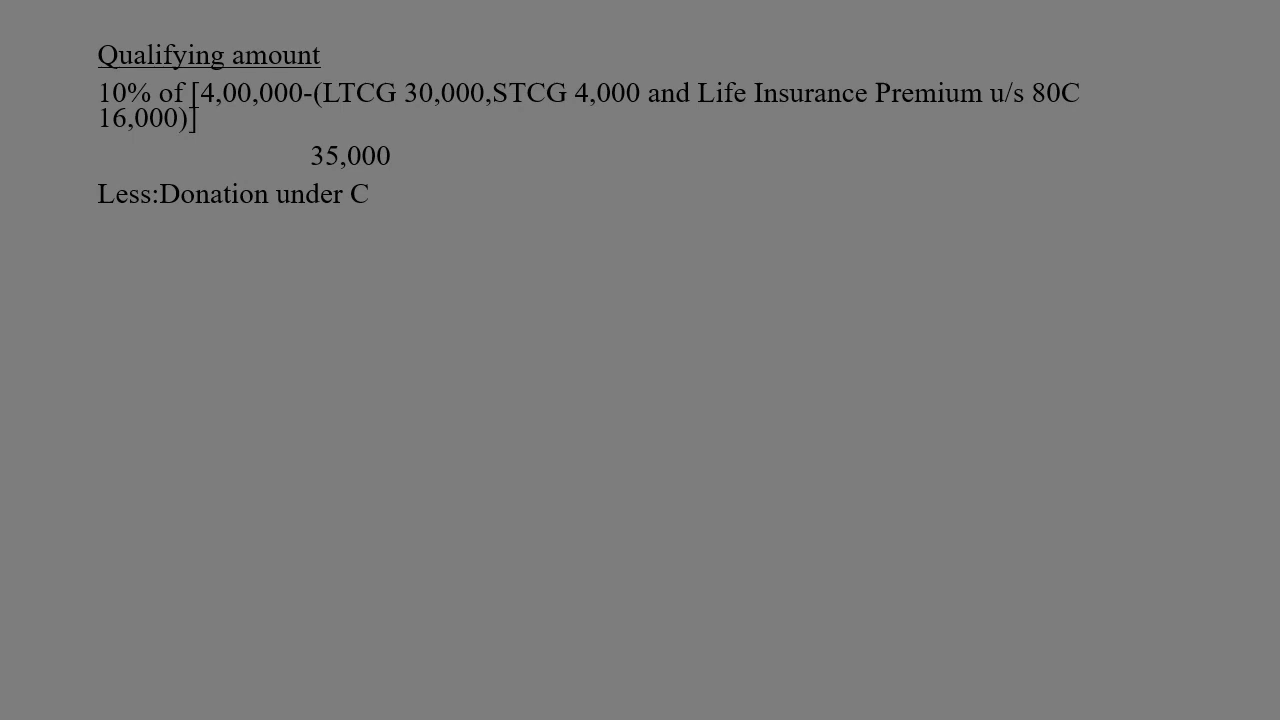 Qualifying amount
10% of [4,00,000-(LTCG 30,000,STCG 4,000 and Life Insurance Premium u/s 80C
16,000)]
35,000
Less:Donation under C